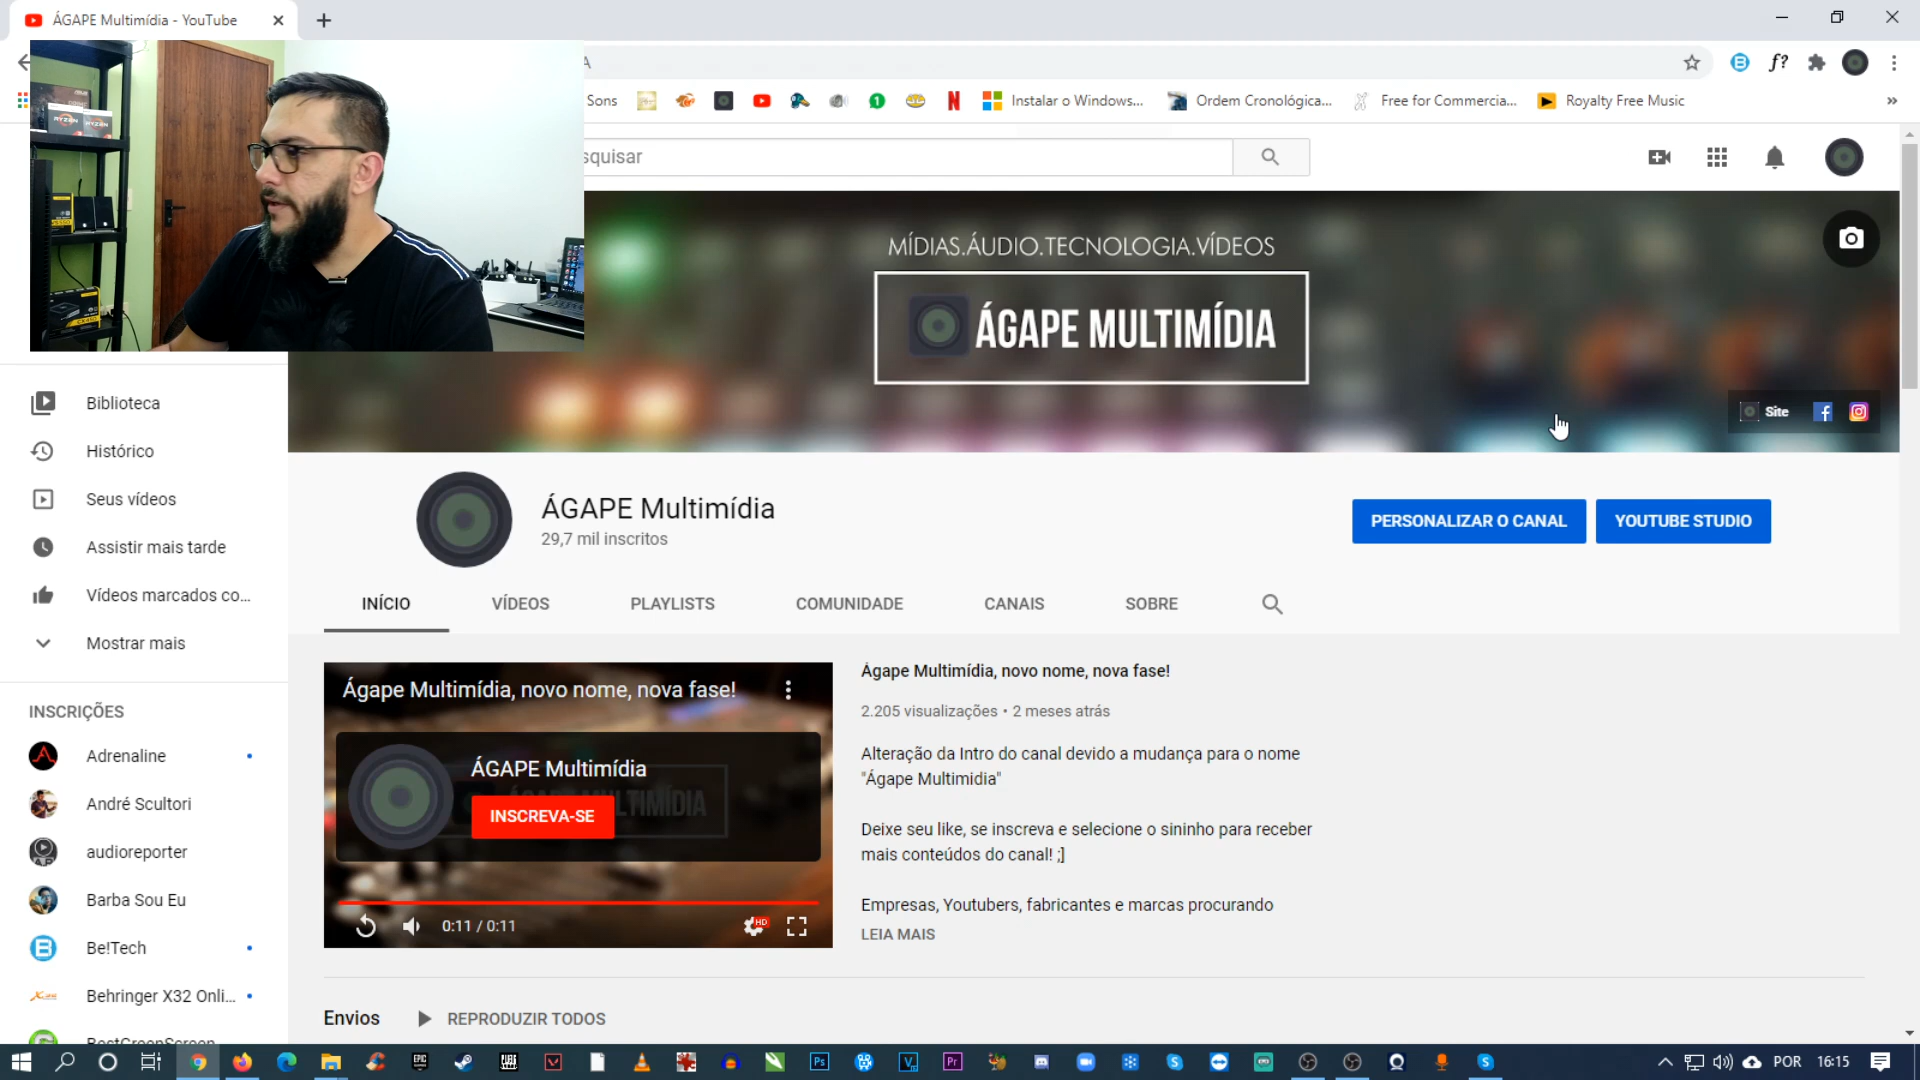 ÁGAPE Multimídia - YouTube
A
Sons
Instalar o Windows...
Ordem Cronológica...
Free for Commercia...
Royalty Free Music
squisar
RYZEN
RYZEN
MÍDIAS.ÁUDIO.TECNOLOGIA.VÍDEOS
ÁGAPE MULTIMÍDIA
Site
Biblioteca
Histórico
Seus vídeos
Assistir mais tarde
Vídeos marcados co...
Mostrar mais
INSCRIÇÕES
Adrenaline
André Scultori
audioreporter
Barba Sou Eu
Be!Tech
Behringer X32 Onli...
BestGreenScreen
ÁGAPE Multimídia
29,7 mil inscritos
PERSONALIZAR O CANAL
YOUTUBE STUDIO
INÍCIO
VÍDEOS
PLAYLISTS
COMUNIDADE
CANAIS
SOBRE
Ágape Multimídia, novo nome, nova fase!
ÁGAPE Multimídia
INSCREVA-SE
0:11 / 0:11
HD
Ágape Multimídia, novo nome, nova fase!
2.205 visualizações • 2 meses atrás
Alteração da Intro do canal devido a mudança para o nome
"Ágape Multimidia"
Deixe seu like, se inscreva e selecione o sininho para receber
mais conteúdos do canal! ;]
Empresas, Youtubers, fabricantes e marcas procurando
LEIA MAIS
Envios
REPRODUZIR TODOS
POR
16:15